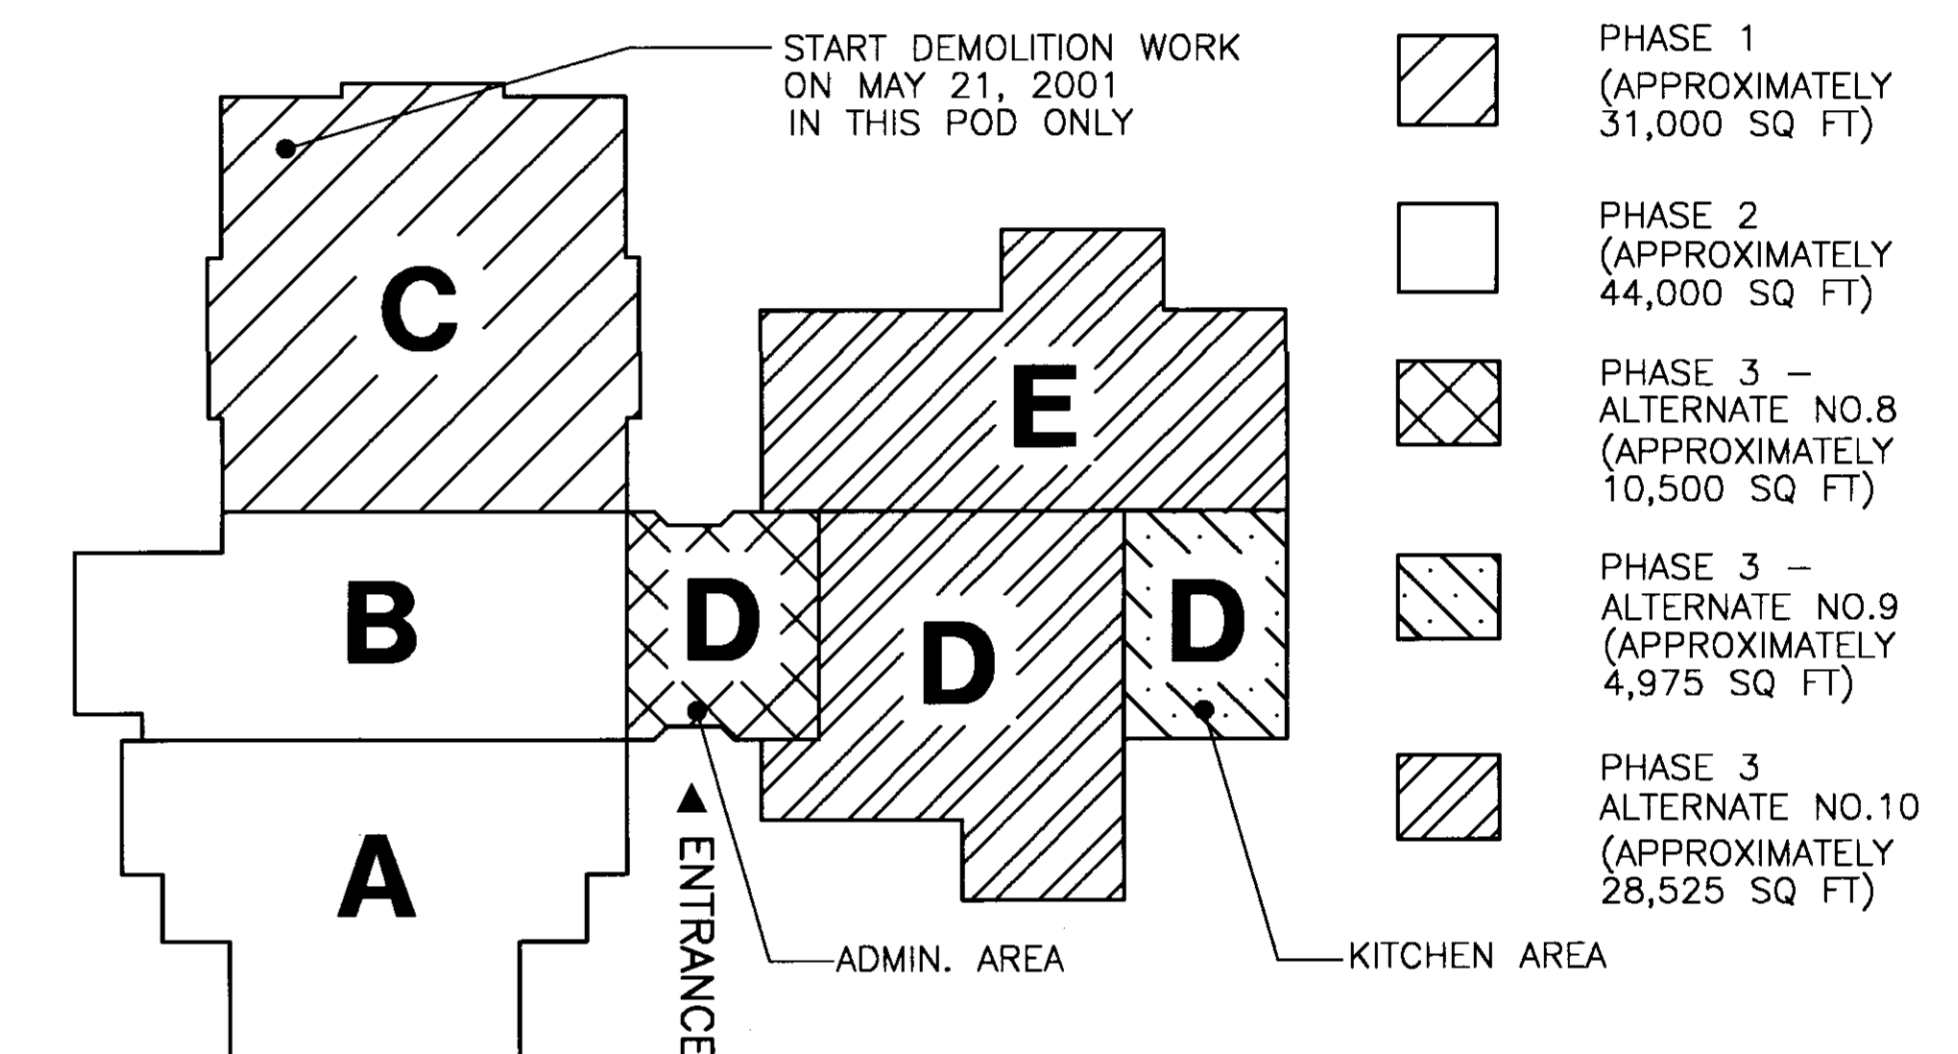 START DEMOLITION WORK
ON MAY 21, 2001
IN THIS POD ONLY
C
E
B
D
D
D
A
ENTRANCE
ADMIN. AREA
KITCHEN AREA
PHASE 1
(APPROXIMATELY
31,000 SQ FT)
PHASE 2
(APPROXIMATELY
44,000 SQ FT)
PHASE 3 –
ALTERNATE NO.8
(APPROXIMATELY
10,500 SQ FT)
PHASE 3 –
ALTERNATE NO.9
(APPROXIMATELY
4,975 SQ FT)
PHASE 3
ALTERNATE NO.10
(APPROXIMATELY
28,525 SQ FT)